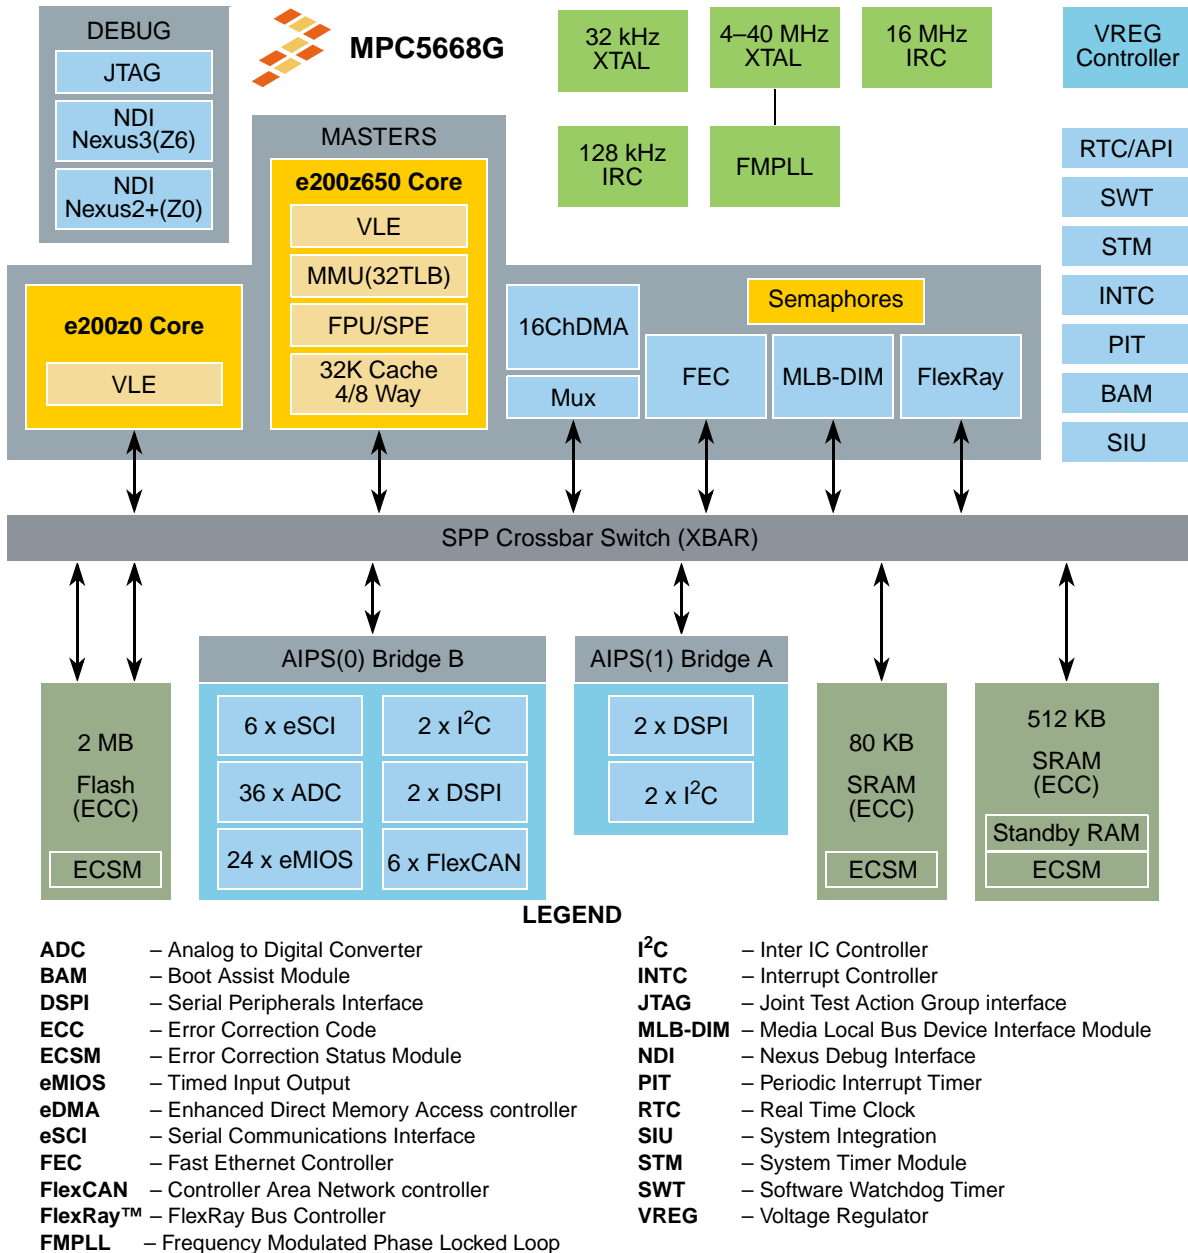 DEBUG
JTAG
NDI
Nexus3(Z6)
NDI
Nexus2+(Z0)
MPC5668G
32 kHz
XTAL
4–40 MHz
XTAL
16 MHz
IRC
128 kHz
IRC
FMPLL
VREG
Controller
RTC/API
SWT
STM
INTC
PIT
BAM
SIU
MASTERS
e200z650 Core
VLE
MMU(32TLB)
FPU/SPE
32K Cache
4/8 Way
e200z0 Core
VLE
16ChDMA
Mux
Semaphores
FEC
MLB-DIM
FlexRay
SPP Crossbar Switch (XBAR)
2 MB
Flash
(ECC)
ECSM
AIPS(0) Bridge B
6 x eSCI
2 x I²C
36 x ADC
2 x DSPI
24 x eMIOS
6 x FlexCAN
AIPS(1) Bridge A
2 x DSPI
2 x I²C
80 KB
SRAM
(ECC)
ECSM
512 KB
SRAM
(ECC)
Standby RAM
ECSM
LEGEND
ADC – Analog to Digital Converter
BAM – Boot Assist Module
DSPI – Serial Peripherals Interface
ECC – Error Correction Code
ECSM – Error Correction Status Module
eMIOS – Timed Input Output
eDMA – Enhanced Direct Memory Access controller
eSCI – Serial Communications Interface
FEC – Fast Ethernet Controller
FlexCAN – Controller Area Network controller
FlexRay™ – FlexRay Bus Controller
FMPLL – Frequency Modulated Phase Locked Loop
I²C – Inter IC Controller
INTC – Interrupt Controller
JTAG – Joint Test Action Group interface
MLB-DIM – Media Local Bus Device Interface Module
NDI – Nexus Debug Interface
PIT – Periodic Interrupt Timer
RTC – Real Time Clock
SIU – System Integration
STM – System Timer Module
SWT – Software Watchdog Timer
VREG – Voltage Regulator